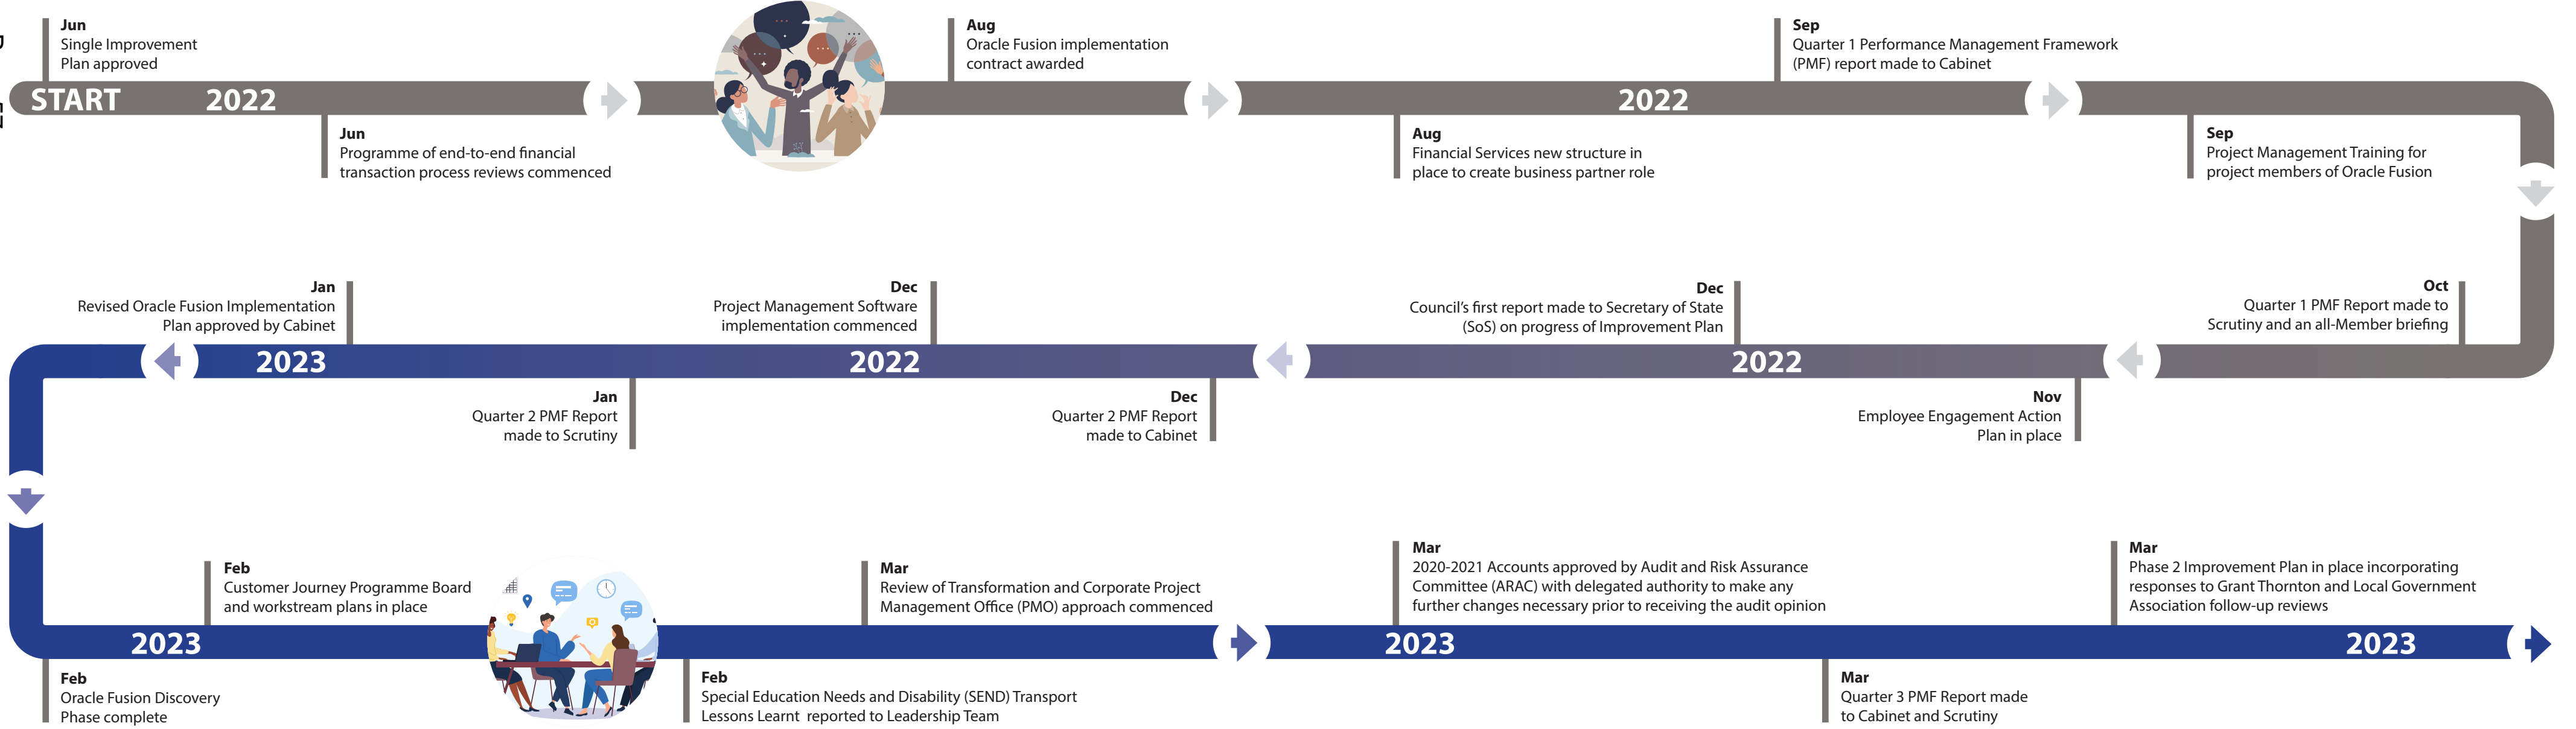 Jun
Single Improvement
Plan approved
START
2022
Jun
Programme of end-to-end financial
transaction process reviews commenced
Aug
Oracle Fusion implementation
contract awarded
Aug
Financial Services new structure in
place to create business partner role
2022
Sep
Quarter 1 Performance Management Framework
(PMF) report made to Cabinet
Sep
Project Management Training for
project members of Oracle Fusion
Oct
Quarter 1 PMF Report made to
Scrutiny and an all-Member briefing
Nov
Employee Engagement Action
Plan in place
2022
Dec
Council’s first report made to Secretary of State
(SoS) on progress of Improvement Plan
Dec
Quarter 2 PMF Report
made to Cabinet
Dec
Project Management Software
implementation commenced
2022
Jan
Quarter 2 PMF Report
made to Scrutiny
Jan
Revised Oracle Fusion Implementation
Plan approved by Cabinet
2023
Feb
Oracle Fusion Discovery
Phase complete
2023
Feb
Customer Journey Programme Board
and workstream plans in place
Feb
Special Education Needs and Disability (SEND) Transport
Lessons Learnt  reported to Leadership Team
Mar
Review of Transformation and Corporate Project
Management Office (PMO) approach commenced
Mar
2020-2021 Accounts approved by Audit and Risk Assurance
Committee (ARAC) with delegated authority to make any
further changes necessary prior to receiving the audit opinion
2023
Mar
Quarter 3 PMF Report made
to Cabinet and Scrutiny
Mar
Phase 2 Improvement Plan in place incorporating
responses to Grant Thornton and Local Government
Association follow-up reviews
2023